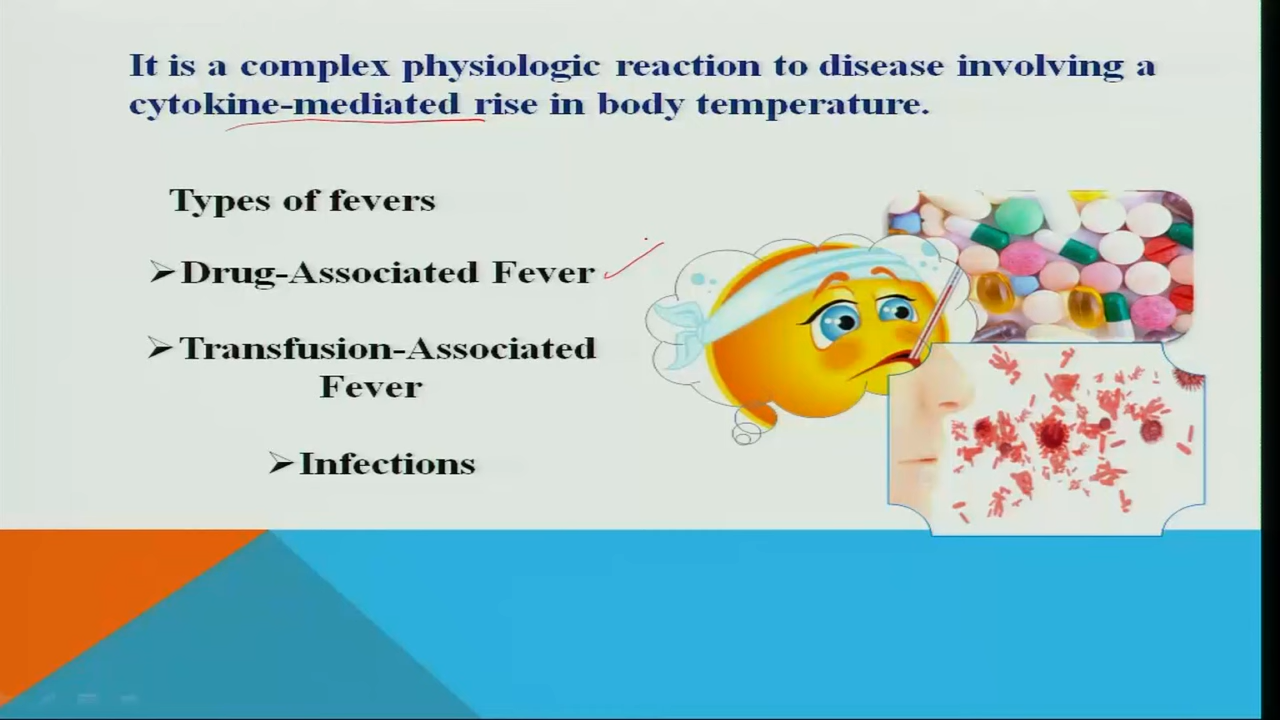 It is a complex physiologic reaction to disease involving a
cytokine-mediated rise in body temperature.
Types of fevers
➢Drug-Associated Fever
➢Transfusion-Associated
Fever
➢Infections